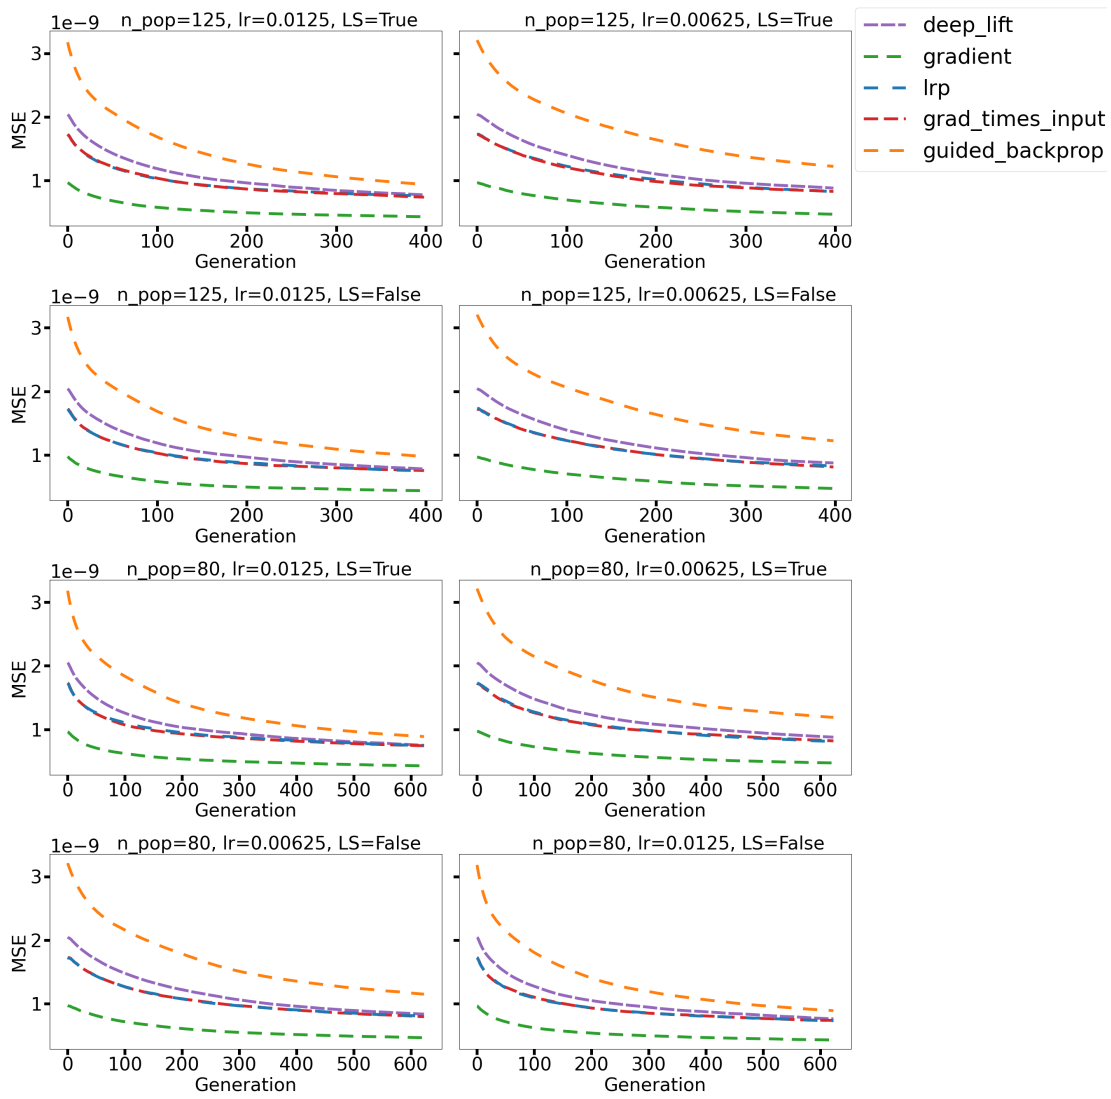 1e−9 n_pop=125, lr=0.0125, LS=True
n_pop=125, lr=0.00625, LS=True
3
2
1
MSE
0 100 200 300 400
0 100 200 300 400
Generation
Generation
deep_lift
gradient
lrp
grad_times_input
guided_backprop
1e−9 n_pop=125, lr=0.0125, LS=False
n_pop=125, lr=0.00625, LS=False
3
2
1
MSE
0 100 200 300 400
0 100 200 300 400
Generation
Generation
1e−9 n_pop=80, lr=0.0125, LS=True
n_pop=80, lr=0.00625, LS=True
3
2
1
MSE
0 100 200 300 400 500 600
0 100 200 300 400 500 600
Generation
Generation
1e−9 n_pop=80, lr=0.00625, LS=False
n_pop=80, lr=0.0125, LS=False
3
2
1
MSE
0 100 200 300 400 500 600
0 100 200 300 400 500 600
Generation
Generation